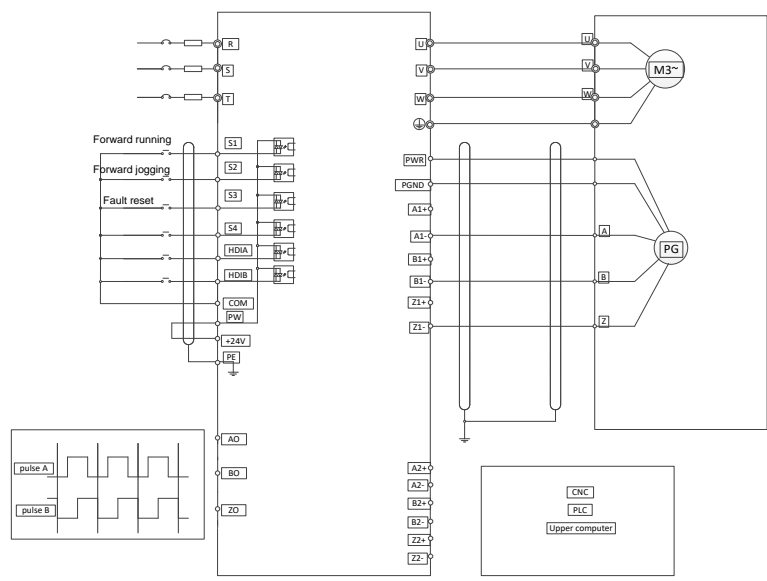 R
S
T
Forward running
S1
Forward jogging
S2
Fault reset
S3
S4
HDIA
HDIB
COM
PW
+24V
PE
AO
BO
ZO
pulse A
pulse B
U
V
W
PWR
PGND
A1+
A1-
B1+
B1-
Z1+
Z1-
A2+
A2-
B2+
B2-
Z2+
Z2-
U
V
W
M3~
A
B
Z
PG
CNC
PLC
Upper computer